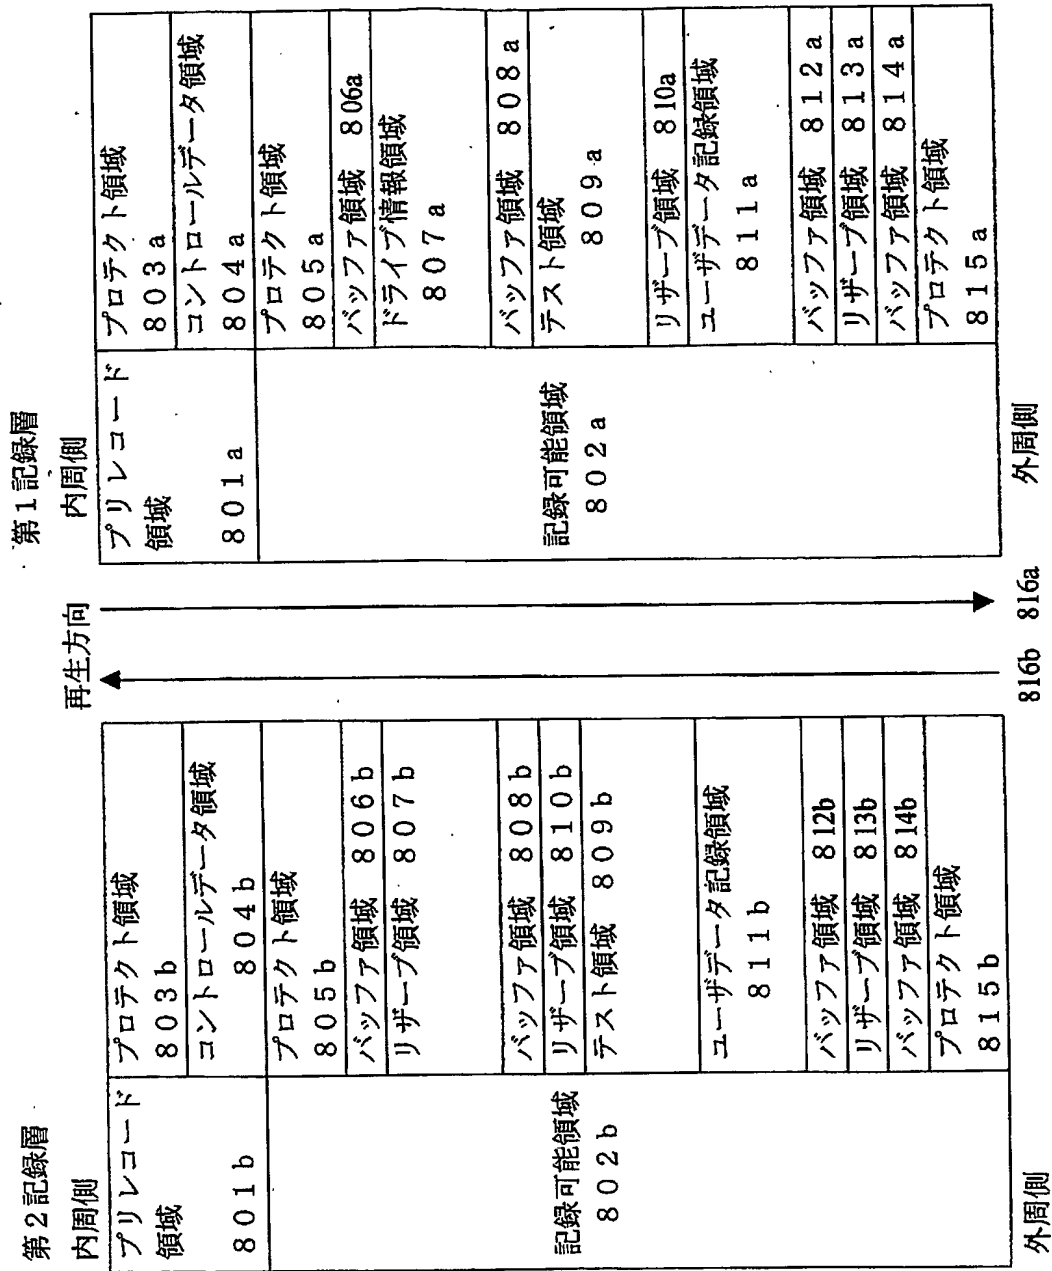 第1記録層
内周側
プリレコード
領域
801a
記録可能領域
802a
プロテクト領域
803a
コントロールデータ領域
804a
プロテクト領域
805a
バッファ領域 806a
ドライブ情報領域
807a
バッファ領域 808a
テスト領域
809a
リザーブ領域 810a
ユーザデータ記録領域
811a
バッファ領域 812a
リザーブ領域 813a
バッファ領域 814a
プロテクト領域
815a
外周側
再生方向
816b 816a
第2記録層
内周側
プリレコード
領域
801b
記録可能領域
802b
プロテクト領域
803b
コントロールデータ領域
804b
プロテクト領域
805b
バッファ領域 806b
リザーブ領域 807b
バッファ領域 808b
リザーブ領域 810b
テスト領域 809b
ユーザデータ記録領域
811b
バッファ領域 812b
リザーブ領域 813b
バッファ領域 814b
プロテクト領域
815b
外周側